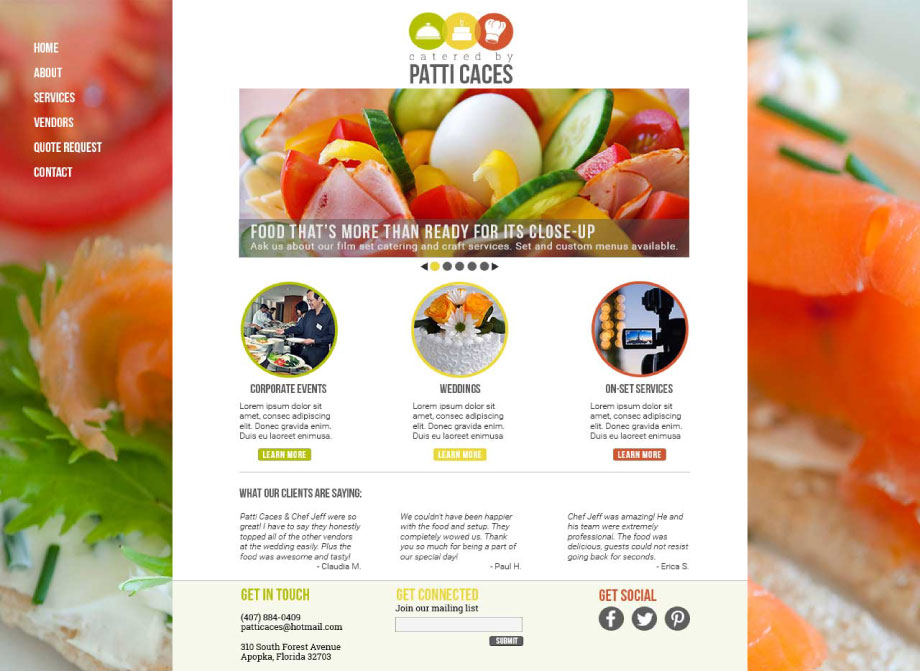 HOME
ABOUT
SERVICES
VENDORS
QUOTE REQUEST
CONTACT
catered by
PATTI CACES
FOOD THAT'S MORE THAN READY FOR ITS CLOSE-UP
Ask us about our film set catering and craft services. Set and custom menus available.
CORPORATE EVENTS
Lorem ipsum dolor sit
amet, consec adipiscing
elit. Donec gravida enim.
Duis eu laoreet enimusa.
LEARN MORE
WEDDINGS
Lorem ipsum dolor sit
amet, consec adipiscing
elit. Donec gravida enim.
Duis eu laoreet enimusa.
LEARN MORE
ON-SET SERVICES
Lorem ipsum dolor sit
amet, consec adipiscing
elit. Donec gravida enim.
Duis eu laoreet enimusa
LEARN MORE
WHAT OUR CLIENTS ARE SAYING:
Patti Caces & Chef Jeff were so
great! I have to say they honestly
topped all of the other vendors
at the wedding easily. Plus the
food was awesome and tasty!
- Claudia M.
We couldn't have been happier
with the food and setup. They
completely wowed us. Thank
you so much for being a part of
our special day!
- Paul H.
Chef Jeff was amazing! He and
his team were extremely
professional. The food was
delicious, guests could not resist
going back for seconds.
- Erica S.
GET IN TOUCH
(407) 884-0409
patticaces@hotmail.com
310 South Forest Avenue
Apopka, Florida 32703
GET CONNECTED
Join our mailing list
SUBMIT
GET SOCIAL